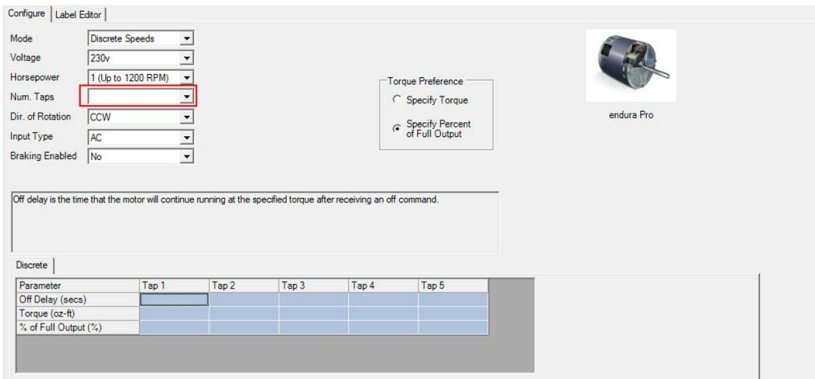 Configure Label Editor
Mode Discrete Speeds
Voltage 230v
Horsepower 1 (Up to 1200 RPM)
Num. Taps
Dir. of Rotation CCW
Input Type AC
Braking Enabled No
Torque Preference
Specify Torque
Specify Percent
of Full Output
endura Pro
Off delay is the time that the motor will continue running at the specified torque after receiving an off command.
Discrete
Parameter Tap 1 Tap 2 Tap 3 Tap 4 Tap 5
Off Delay (secs)
Torque (oz-ft)
% of Full Output (%)